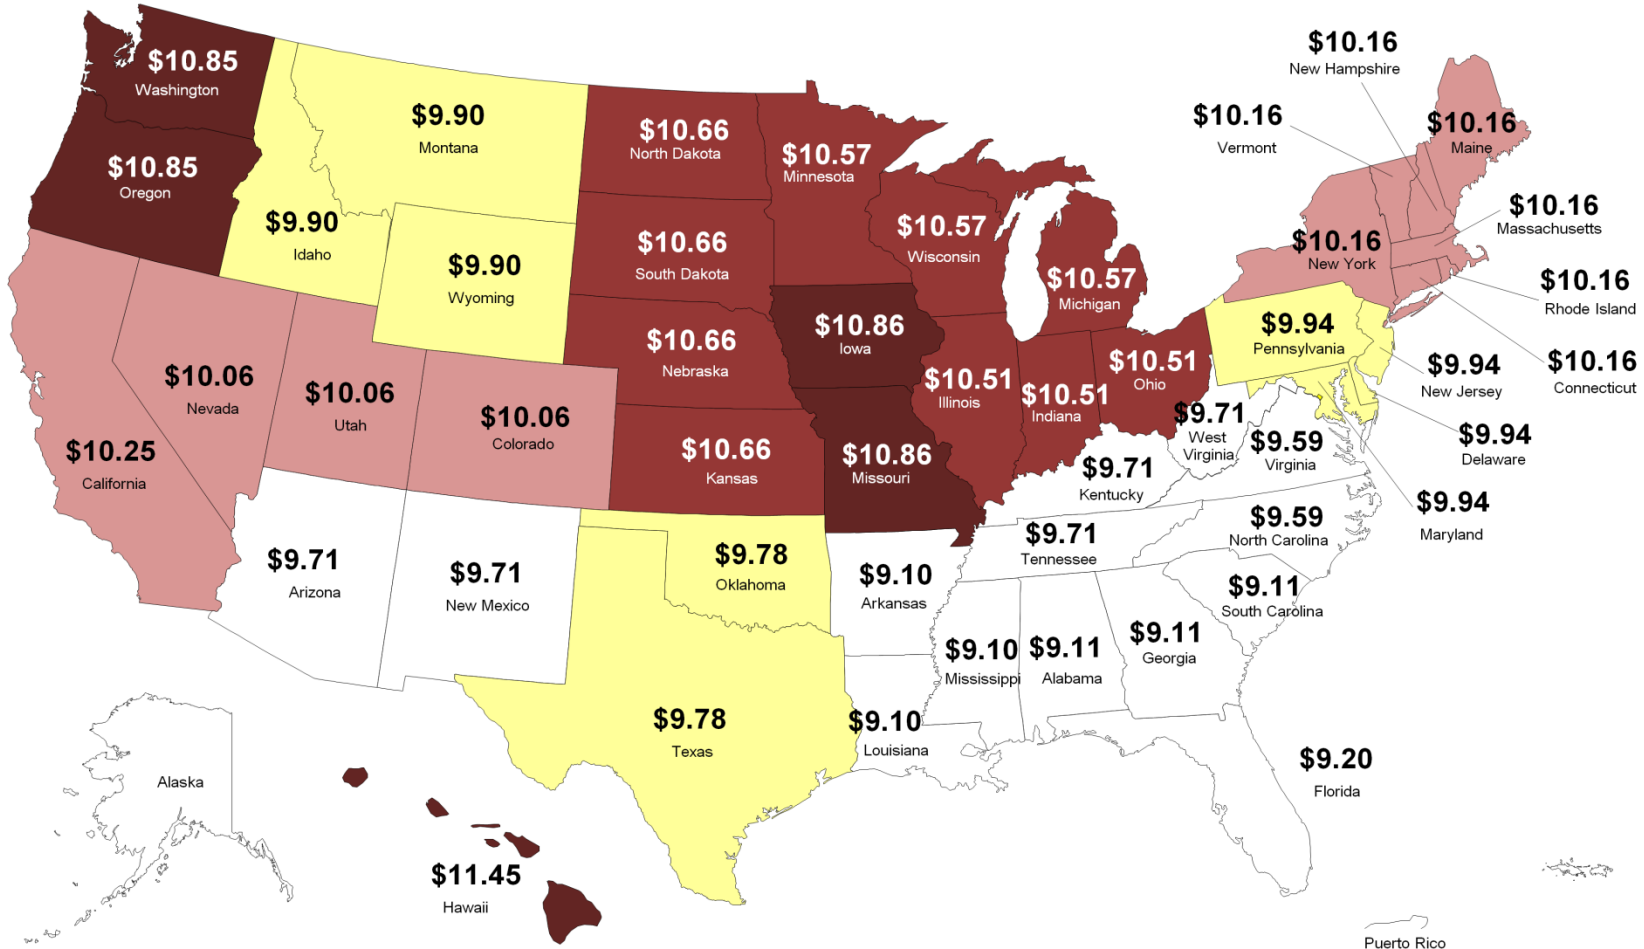 $10.85
Washington
$10.85
Oregon
$9.90
Montana
$9.90
Idaho
$9.90
Wyoming
$10.25
California
$10.06
Nevada
$10.06
Utah
$10.06
Colorado
$9.71
Arizona
$9.71
New Mexico
$10.66
North Dakota
$10.66
South Dakota
$10.66
Nebraska
$10.66
Kansas
$9.78
Oklahoma
$9.78
Texas
$10.57
Minnesota
$10.57
Wisconsin
$10.57
Michigan
$10.86
Iowa
$10.86
Missouri
$10.51
Illinois
$10.51
Indiana
$10.51
Ohio
$9.10
Arkansas
$9.10
Louisiana
$9.10
Mississippi
$9.11
Alabama
$9.11
Georgia
$9.11
South Carolina
$9.20
Florida
$9.71
Kentucky
$9.71
Tennessee
$9.71
West
Virginia
$9.59
Virginia
$9.59
North Carolina
$9.94
Pennsylvania
$9.94
New Jersey
$9.94
Delaware
$9.94
Maryland
$10.16
New York
$10.16
Vermont
$10.16
New Hampshire
$10.16
Maine
$10.16
Massachusetts
$10.16
Rhode Island
$10.16
Connecticut
Alaska
$11.45
Hawaii
Puerto Rico